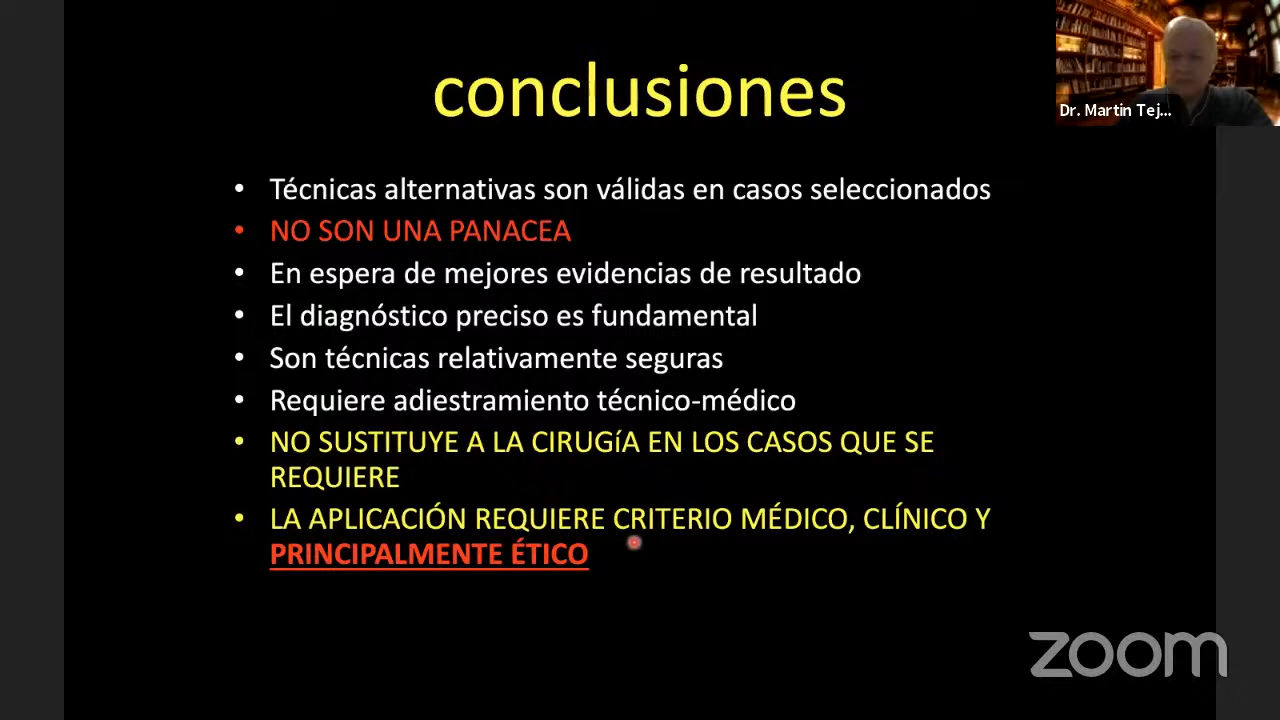 conclusiones
Dr. Martin Tej...
• Técnicas alternativas son válidas en casos seleccionados
• NO SON UNA PANACEA
• En espera de mejores evidencias de resultado
• El diagnóstico preciso es fundamental
• Son técnicas relativamente seguras
• Requiere adiestramiento técnico-médico
• NO SUSTITUYE A LA CIRUGíA EN LOS CASOS QUE SE
REQUIERE
• LA APLICACIÓN REQUIERE CRITERIO MÉDICO, CLÍNICO Y
PRINCIPALMENTE ÉTICO
zoom